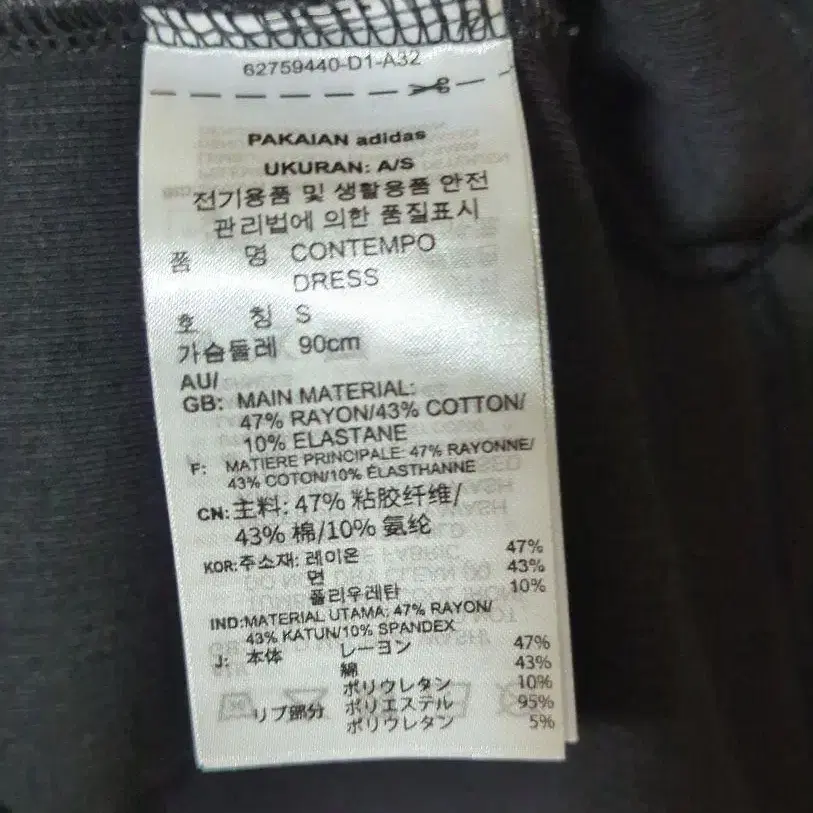 62759440-D1-A32
PAKAIAN adidas
UKURAN: A/S
전기용품 및 생활용품 안전
관리법에 의한 품질표시
품 명 CONTEMPO
DRESS
호 칭 S
가슴둘레 90cm
AU/
GB: MAIN MATERIAL:
47% RAYON/43% COTTON/
10% ELASTANE
F: MATIERE PRINCIPALE: 47% RAYONNE/
43% COTON/10% ÉLASTHANNE
CN: 主料: 47% 粘胶纤维/
43% 棉/10% 氨纶
KOR: 주소재: 레이온 47%
면 43%
폴리우레탄 10%
IND: MATERIAL UTAMA: 47% RAYON/
43% KATUN/10% SPANDEX
J: 本体 レーヨン 47%
綿 43%
ポリウレタン 10%
リブ部分 ポリエステル 95%
ポリウレタン 5%